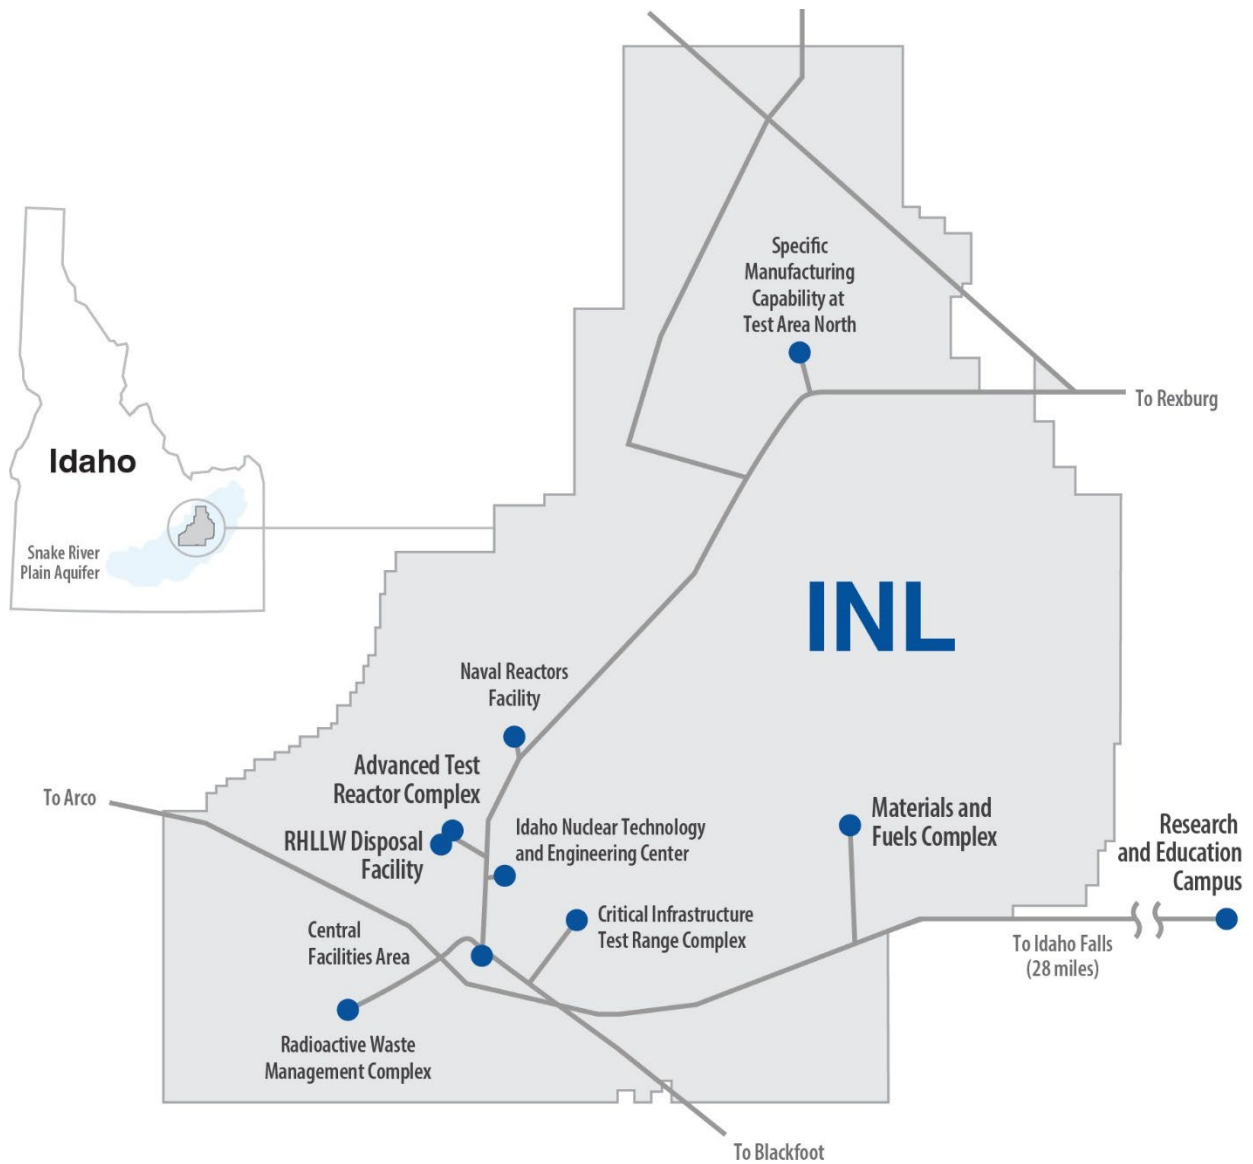 Specific
Manufacturing
Capability at
Test Area North
To Rexburg
Idaho
Snake River
Plain Aquifer
INL
Naval Reactors
Facility
Advanced Test
Reactor Complex
To Arco
RHLLW Disposal
Facility
Idaho Nuclear Technology
and Engineering Center
Materials and
Fuels Complex
Research
and Education
Campus
Central
Facilities Area
Critical Infrastructure
Test Range Complex
To Idaho Falls
(28 miles)
Radioactive Waste
Management Complex
To Blackfoot